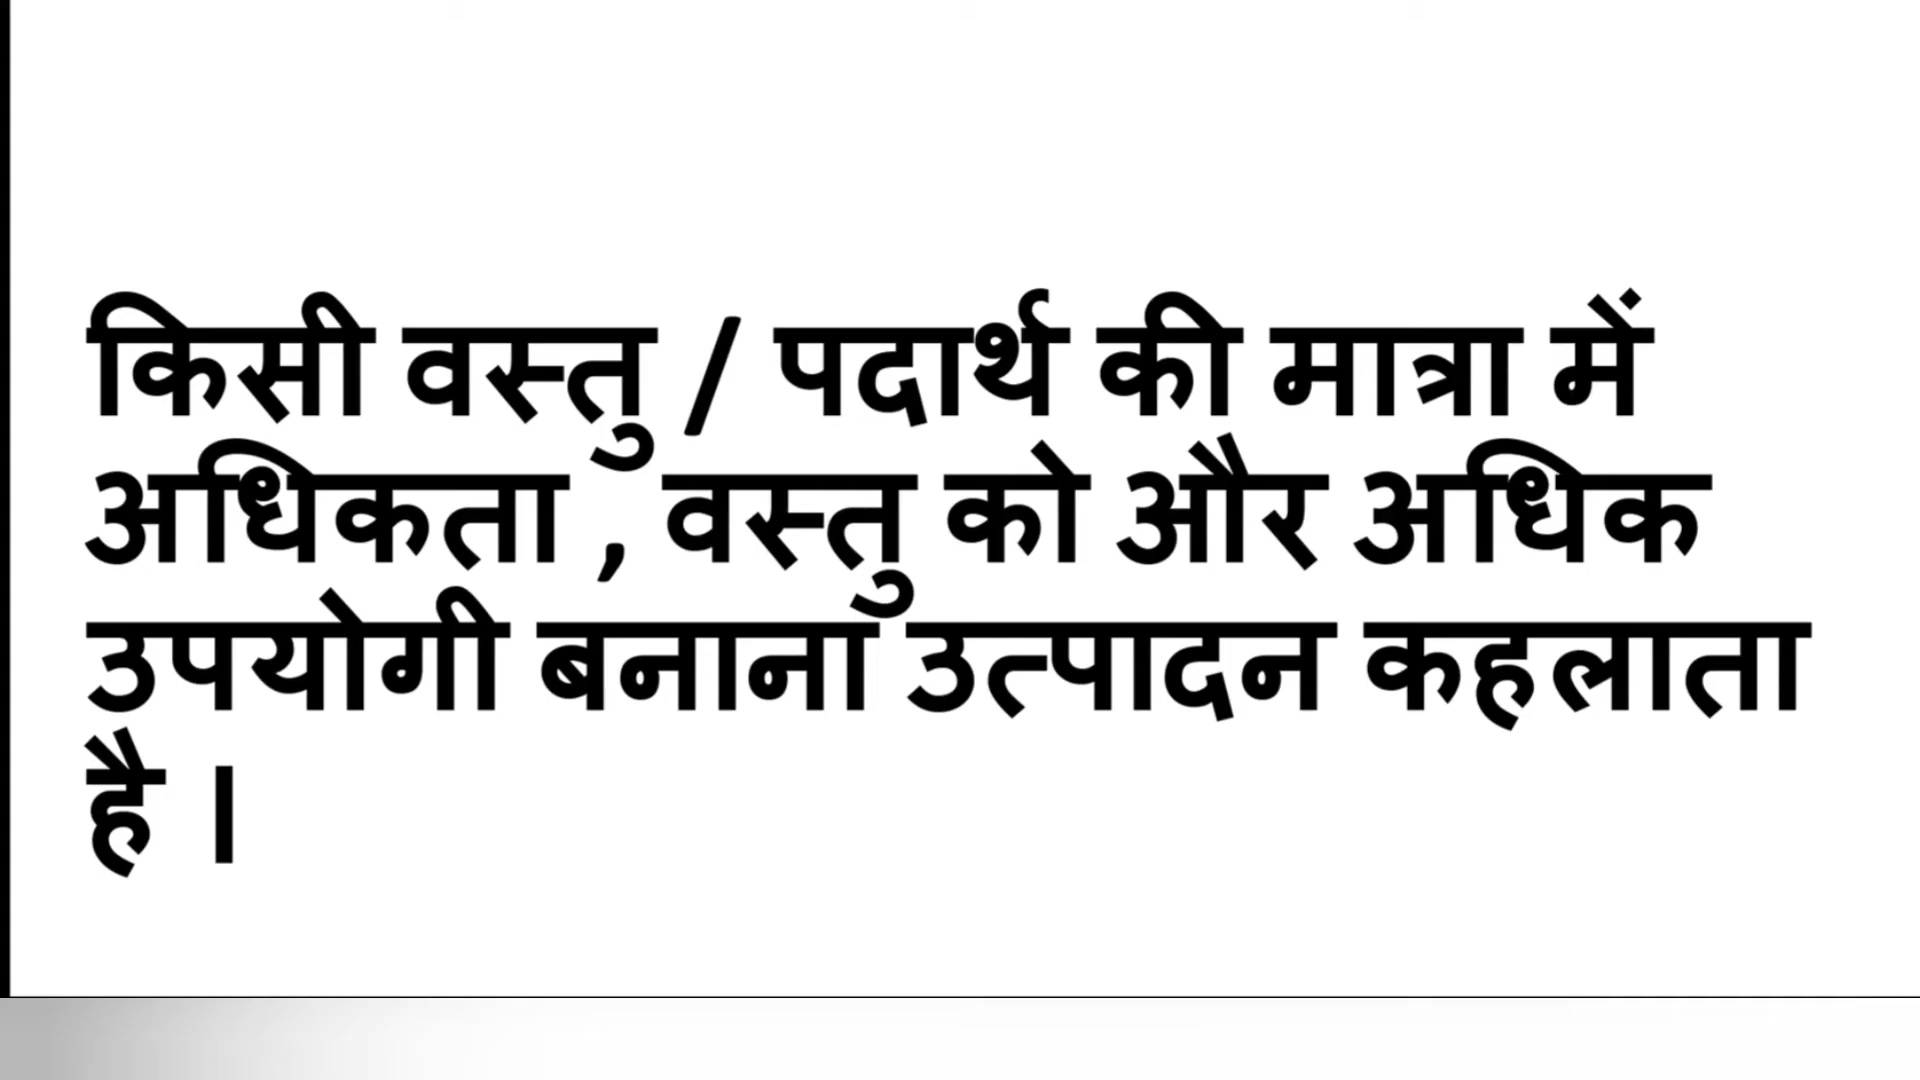 किसी वस्तु / पदार्थ की मात्रा में
अधिकता , वस्तु को और अधिक
उपयोगी बनाना उत्पादन कहलाता
है ।